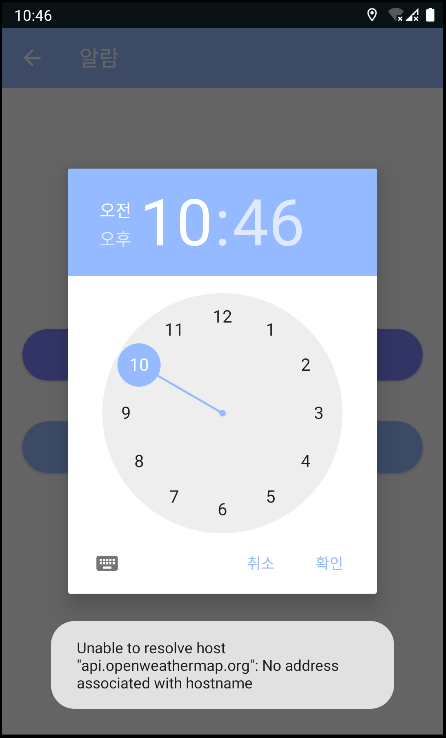 10:46
알람
오전
오후
10:46
12
11
1
10
2
9
3
8
4
7
5
6
취소
확인
Unable to resolve host
"api.openweathermap.org": No address
associated with hostname